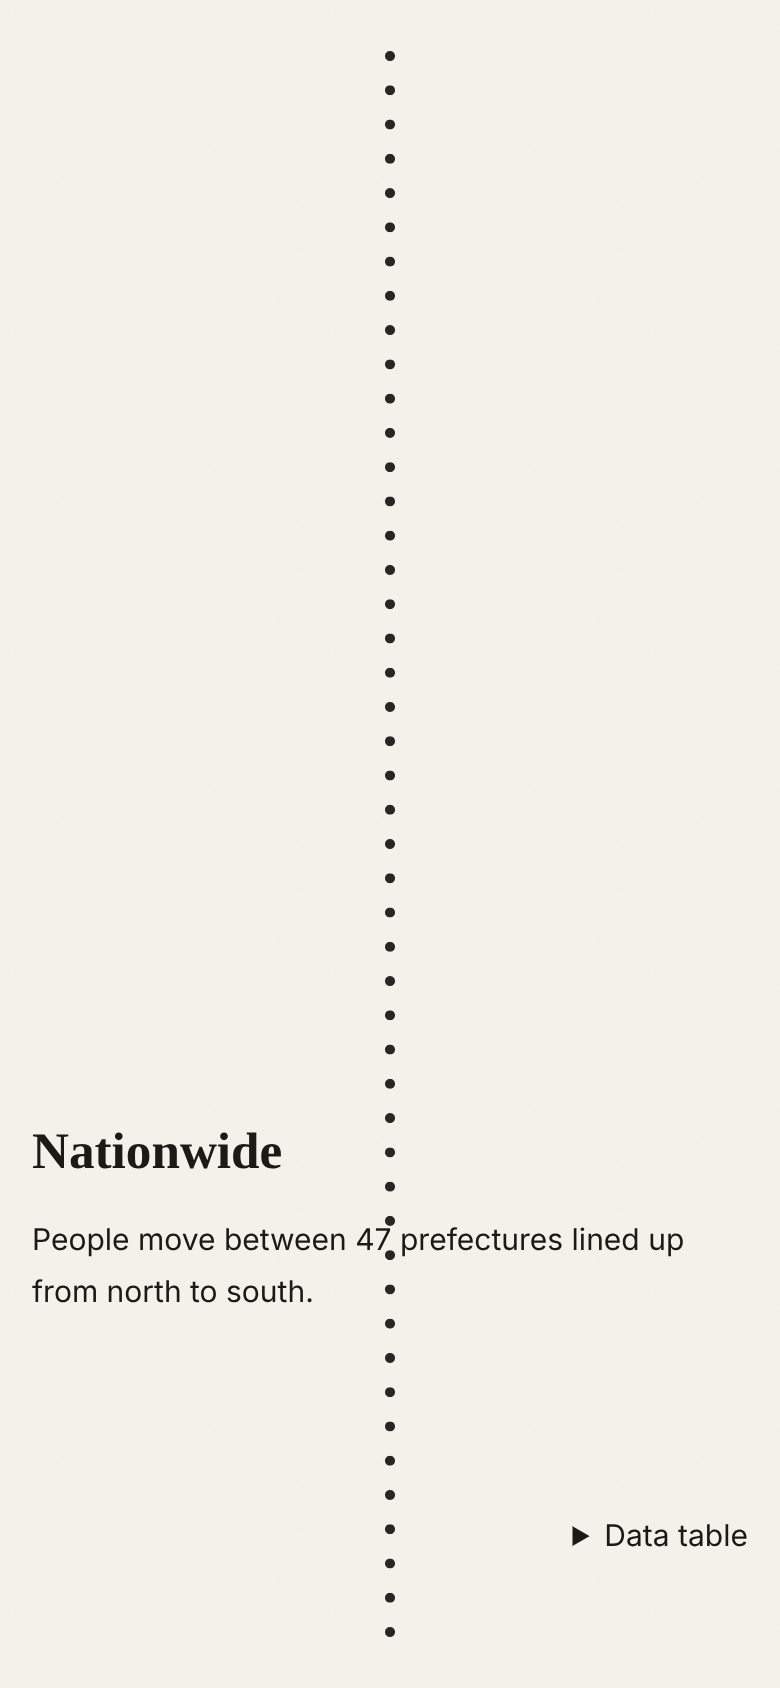 Nationwide
People move between 47 prefectures lined up
from north to south.
Data table